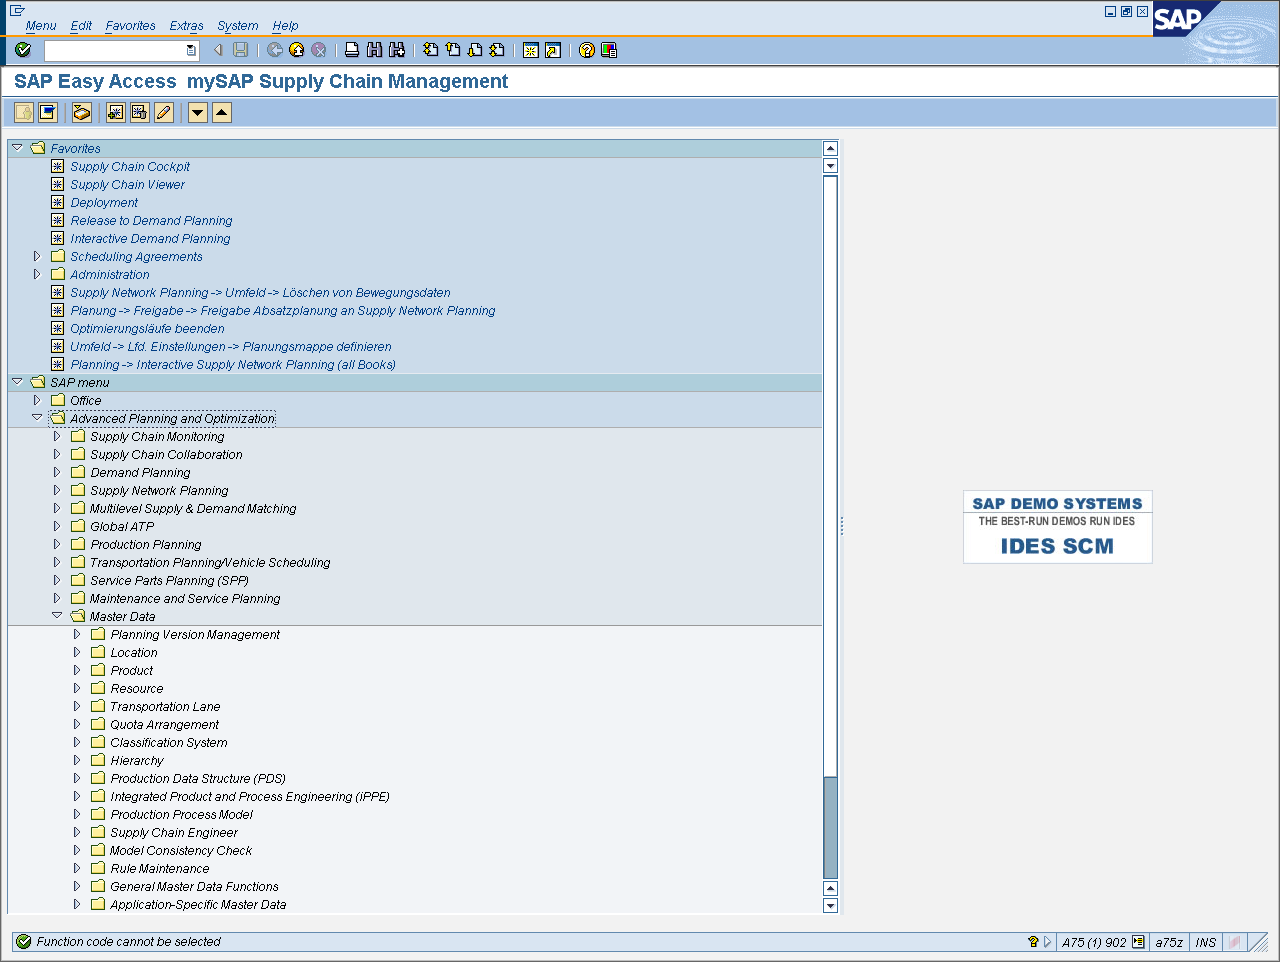 Menu Edit Favorites Extras System Help
SAP
SAP Easy Access mySAP Supply Chain Management
Favorites
Supply Chain Cockpit
Supply Chain Viewer
Deployment
Release to Demand Planning
Interactive Demand Planning
Scheduling Agreements
Administration
Supply Network Planning -> Umfeld -> Löschen von Bewegungsdaten
Planung -> Freigabe -> Freigabe Absatzplanung an Supply Network Planning
Optimierungsläufe beenden
Umfeld -> Lfd. Einstellungen -> Planungsmappe definieren
Planning -> Interactive Supply Network Planning (all Books)
SAP menu
Office
Advanced Planning and Optimization
Supply Chain Monitoring
Supply Chain Collaboration
Demand Planning
Supply Network Planning
Multilevel Supply & Demand Matching
Global ATP
Production Planning
Transportation Planning/Vehicle Scheduling
Service Parts Planning (SPP)
Maintenance and Service Planning
Master Data
Planning Version Management
Location
Product
Resource
Transportation Lane
Quota Arrangement
Classification System
Hierarchy
Production Data Structure (PDS)
Integrated Product and Process Engineering (iPPE)
Production Process Model
Supply Chain Engineer
Model Consistency Check
Rule Maintenance
General Master Data Functions
Application-Specific Master Data
SAP DEMO SYSTEMS
THE BEST-RUN DEMOS RUN IDES
IDES SCM
Function code cannot be selected
A75 (1) 902 a75z INS